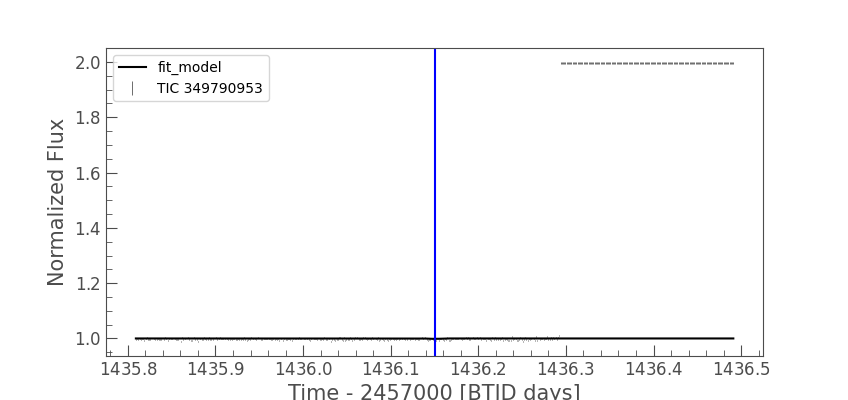 fit_model
TIC 349790953
Normalized Flux
2.0
1.8
1.6
1.4
1.2
1.0
1435.8 1435.9 1436.0 1436.1 1436.2 1436.3 1436.4 1436.5
Time - 2457000 [BTJD days]